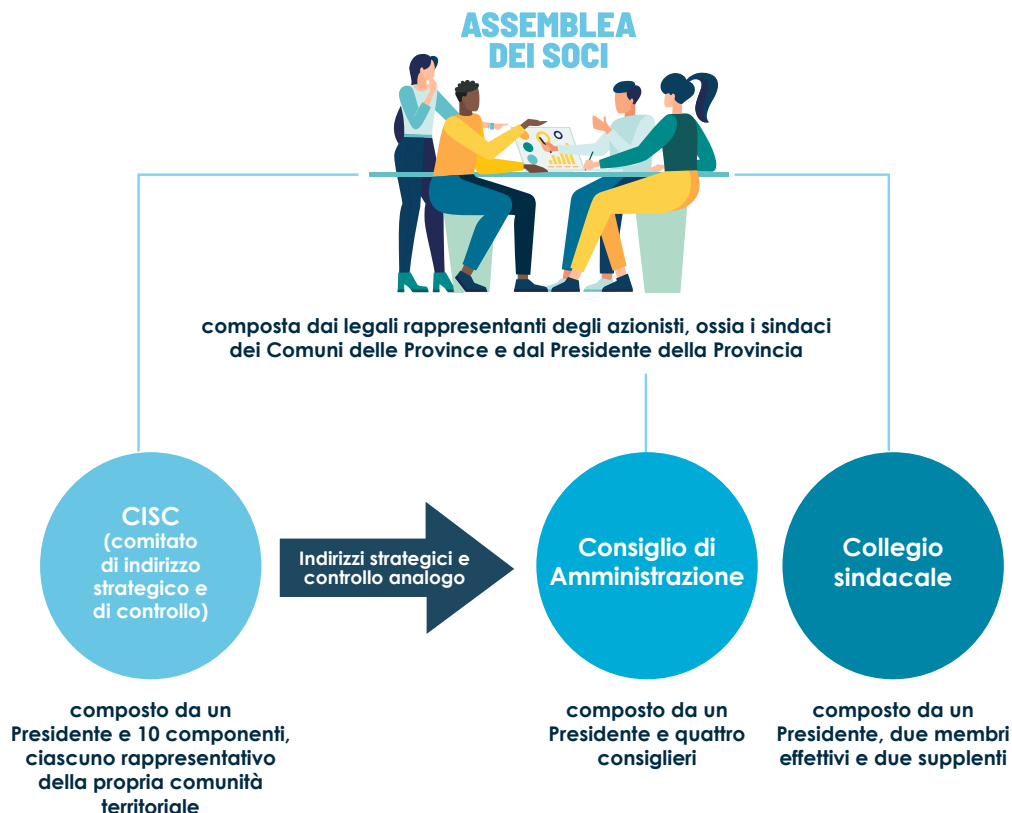 ASSEMBLEA
DEI SOCI
composta dai legali rappresentanti degli azionisti, ossia i sindaci
dei Comuni delle Province e dal Presidente della Provincia
CISC
(comitato
di indirizzo
strategico e
di controllo)
Indirizzi strategici e
controllo analogo
Consiglio di
Amministrazione
Collegio
sindacale
composto da un
Presidente e 10 componenti,
ciascuno rappresentativo
della propria comunità
territoriale
composto da un
Presidente e quattro
consiglieri
composto da un
Presidente, due membri
effettivi e due supplenti